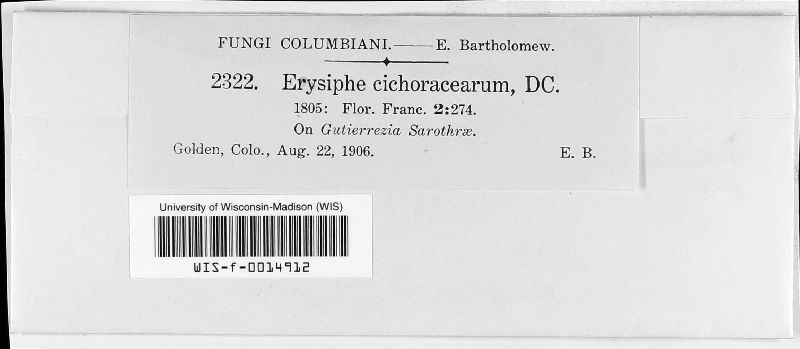 FUNGI COLUMBIANI.——E. Bartholomew.
2322. Erysiphe cichoracearum, DC.
1805: Flor. Franc. 2:274.
On Gutierrezia Sarothræ.
Golden, Colo., Aug. 22, 1906. E. B.
University of Wisconsin-Madison (WIS)
WIS-f-0014912